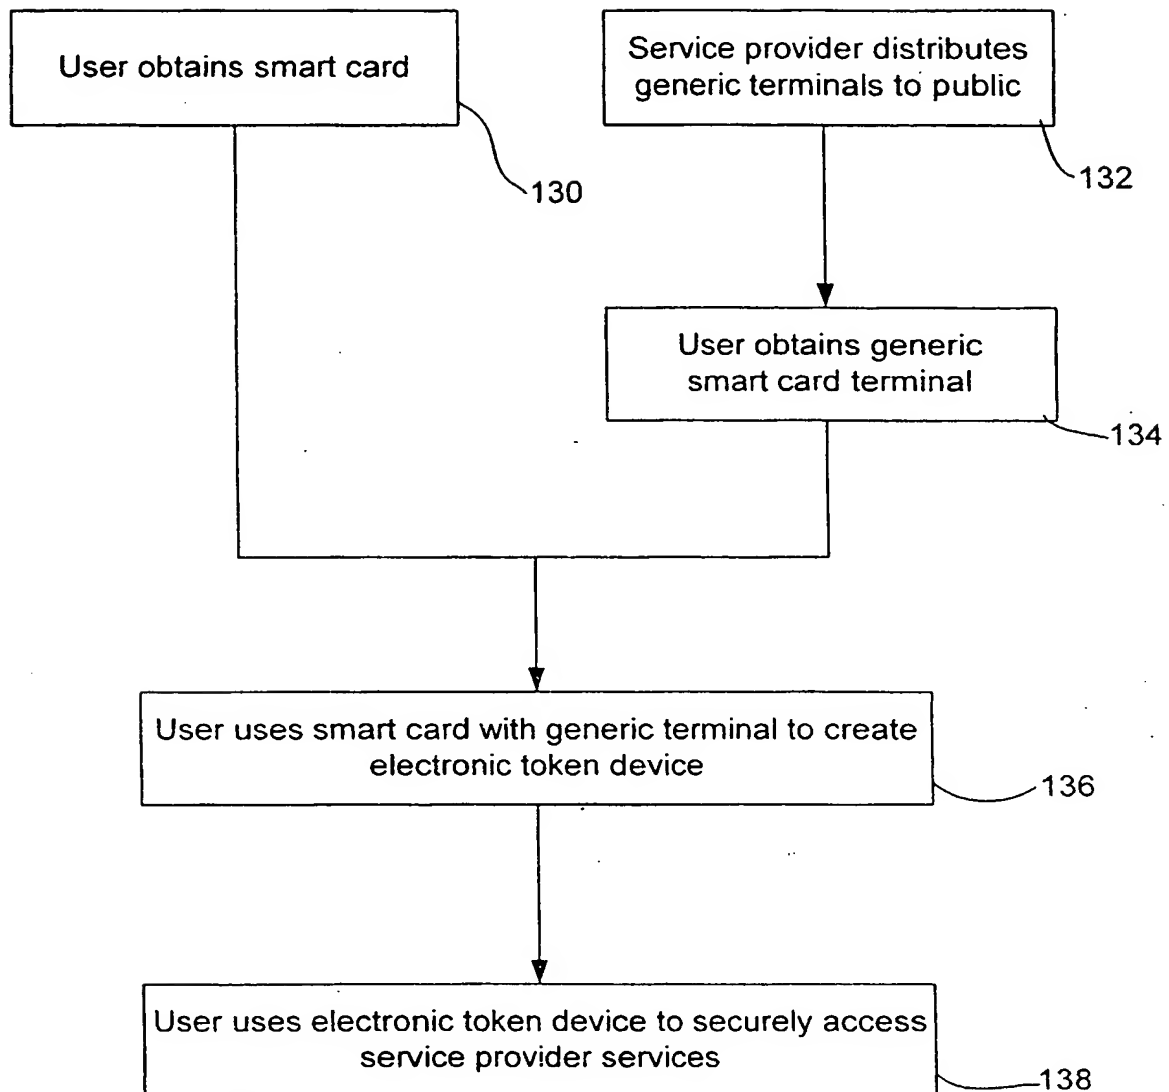 User obtains smart card
130
Service provider distributes
generic terminals to public
132
User obtains generic
smart card terminal
134
User uses smart card with generic terminal to create
electronic token device
136
User uses electronic token device to securely access
service provider services
138